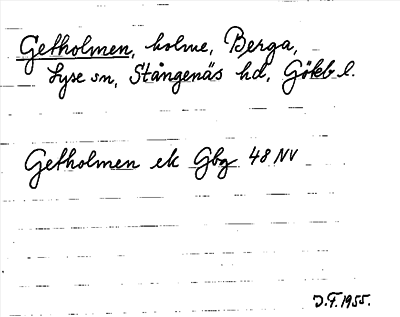 Getholmen, holme, Berga,
Lyse sn, Stångenäs hd, Gökb l.
Getholmen ek Gbg 48 NV
D.F. 1955.